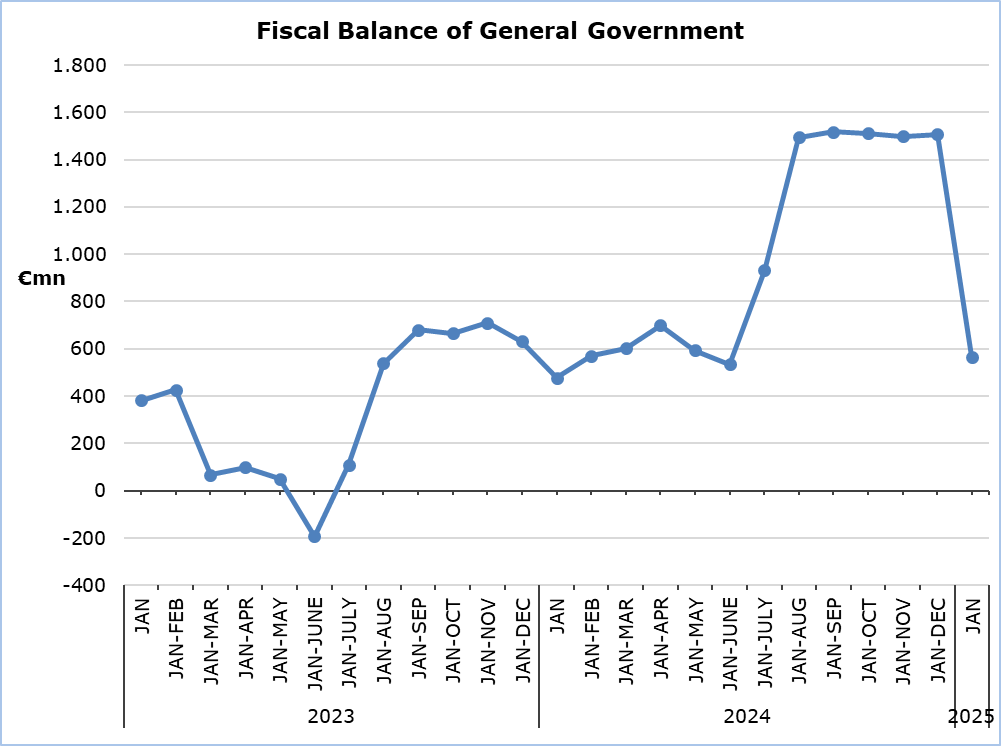 Fiscal Balance of General Government
1.800
1.600
1.400
1.200
1.000
€mn
800
600
400
200
0
-200
-400
JAN
JAN-FEB
JAN-MAR
JAN-APR
JAN-MAY
JAN-JUNE
JAN-JULY
JAN-AUG
JAN-SEP
JAN-OCT
JAN-NOV
JAN-DEC
JAN
JAN-FEB
JAN-MAR
JAN-APR
JAN-MAY
JAN-JUNE
JAN-JULY
JAN-AUG
JAN-SEP
JAN-OCT
JAN-NOV
JAN-DEC
JAN
2023
2024
2025